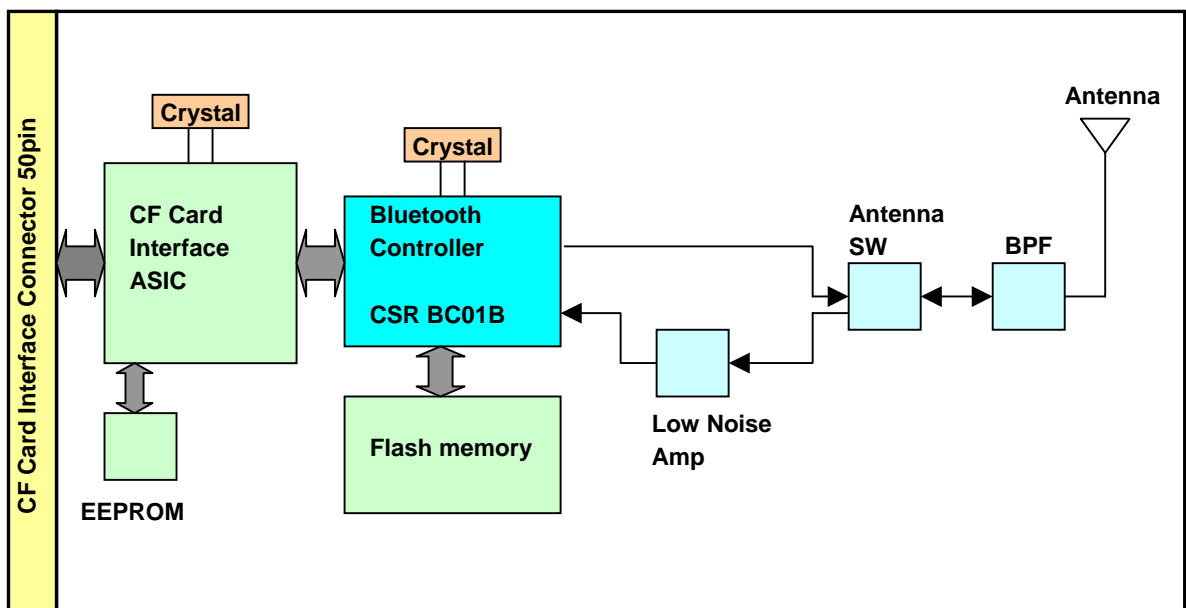 CF Card Interface Connector 50pin
Crystal
CF Card
Interface
ASIC
EEPROM
Crystal
Bluetooth
Controller
CSR BC01B
Flash memory
Low Noise
Amp
Antenna
SW
BPF
Antenna